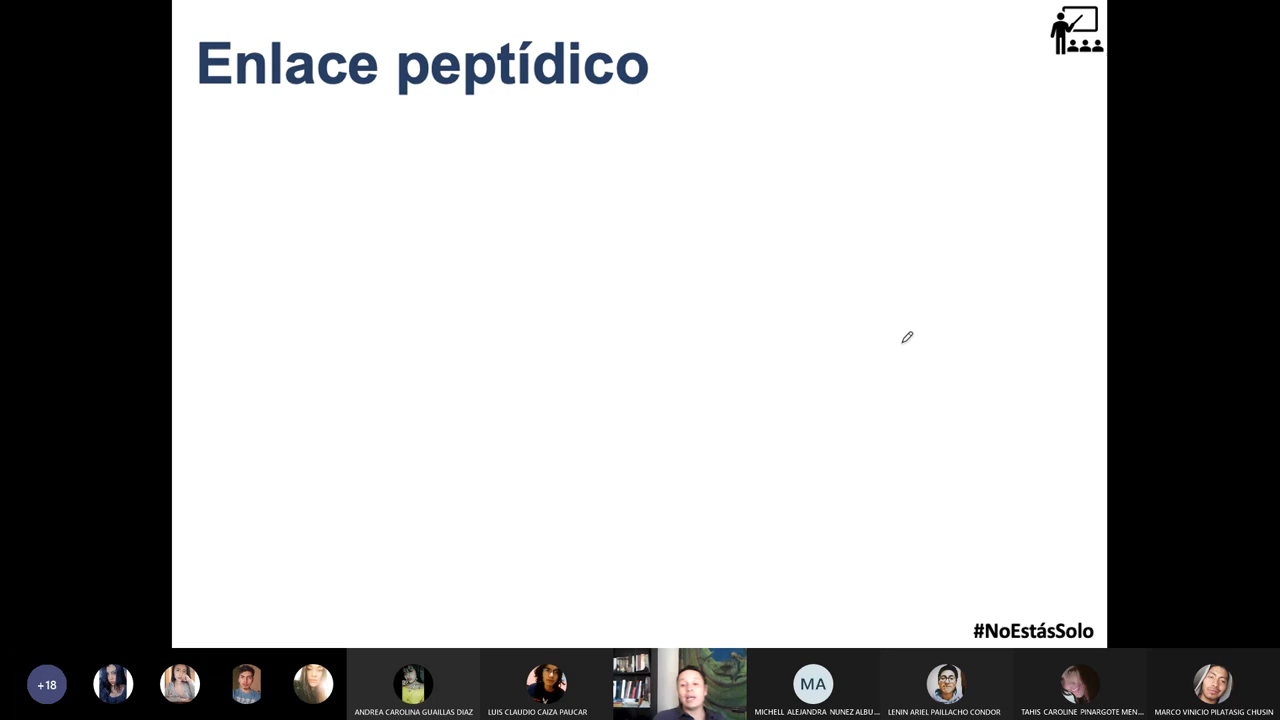 Enlace peptídico
#NoEstásSolo
+18
ANDREA CAROLINA GUAILLAS DIAZ
LUIS CLAUDIO CAIZA PAUCAR
MA
MICHELL ALEJANDRA NUNEZ ALBU...
LENIN ARIEL PAILLACHO CONDOR
TAHIS CAROLINE PINARGOTE MEN...
MARCO VINICIO PILATASIG CHUSIN